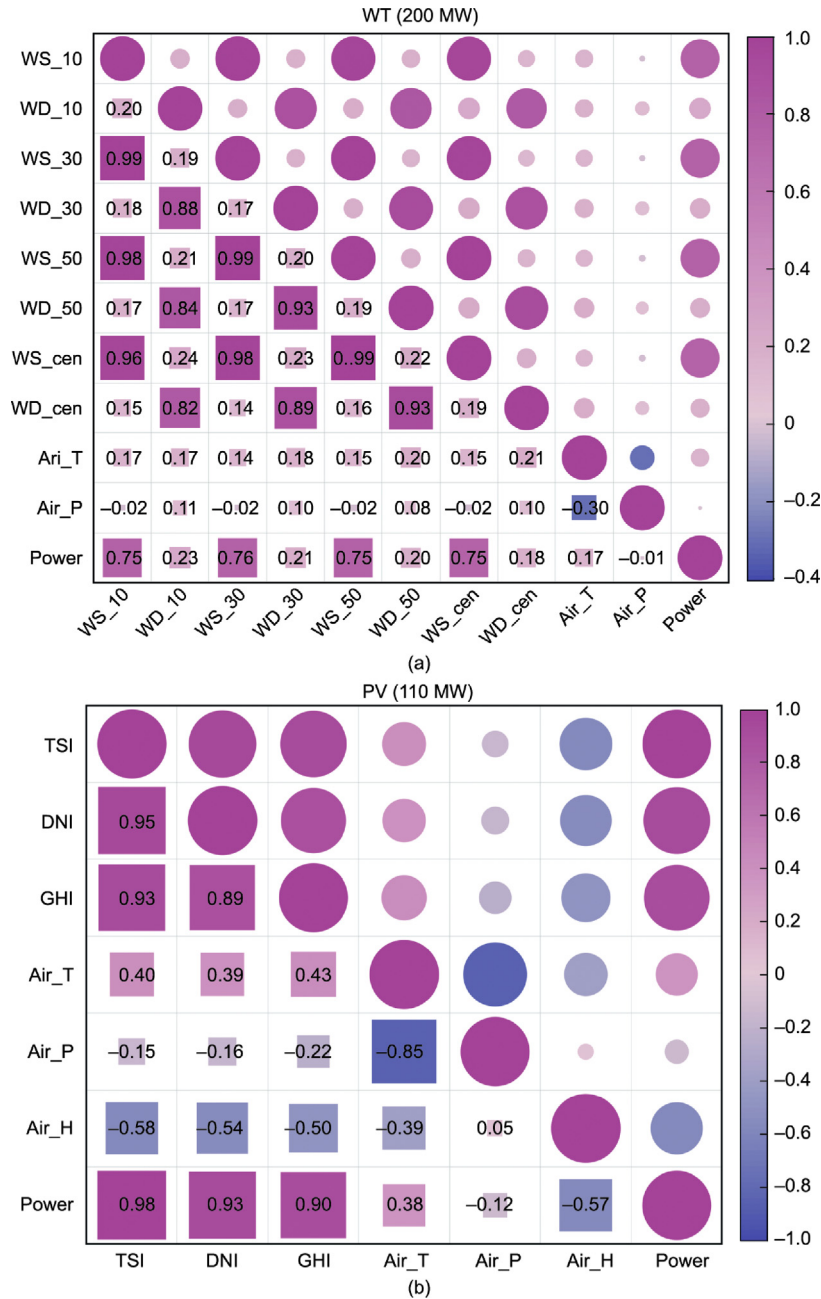 WT (200 MW)
WS_10
WD_10 0.20
WS_30 0.99 0.19
WD_30 0.18 0.88 0.17
WS_50 0.98 0.21 0.99 0.20
WD_50 0.17 0.84 0.17 0.93 0.19
WS_cen 0.96 0.24 0.98 0.23 0..99 0.22
WD_cen 0.15 0.82 0.14 0.89 0.16 0.93 0.19
Ari_T 0.17 0.17 0.14 0.18 0.15 0.20 0.15 0.21
Air_P –0.02 0.11 –0.02 0.10 –0.02 0.08 –0.02 0.10 –0.30
Power 0.75 0.23 0.76 0.21 0.75 0.20 0.75 0.18 0.17 –0.01
WS_10 WD_10 WS_30 WD_30 WS_50 WD_50 WS_cen WD_cen Air_T Air_P Power
1.0
0.8
0.6
0.4
0.2
0
–0.2
–0.4
(a)
PV (110 MW)
TSI
DNI 0.95
GHI 0.93 0.89
Air_T 0.40 0.39 0.43
Air_P –0.15 –0.16 –0.22 –0.85
Air_H –0.58 –0.54 –0.50 –0.39 0.05
Power 0.98 0.93 0.90 0.38 –0.12 –0.57
TSI DNI GHI Air_T Air_P Air_H Power
1.0
0.8
0.6
0.4
0.2
0
–0.2
–0.4
–0.6
–0.8
–1.0
(b)